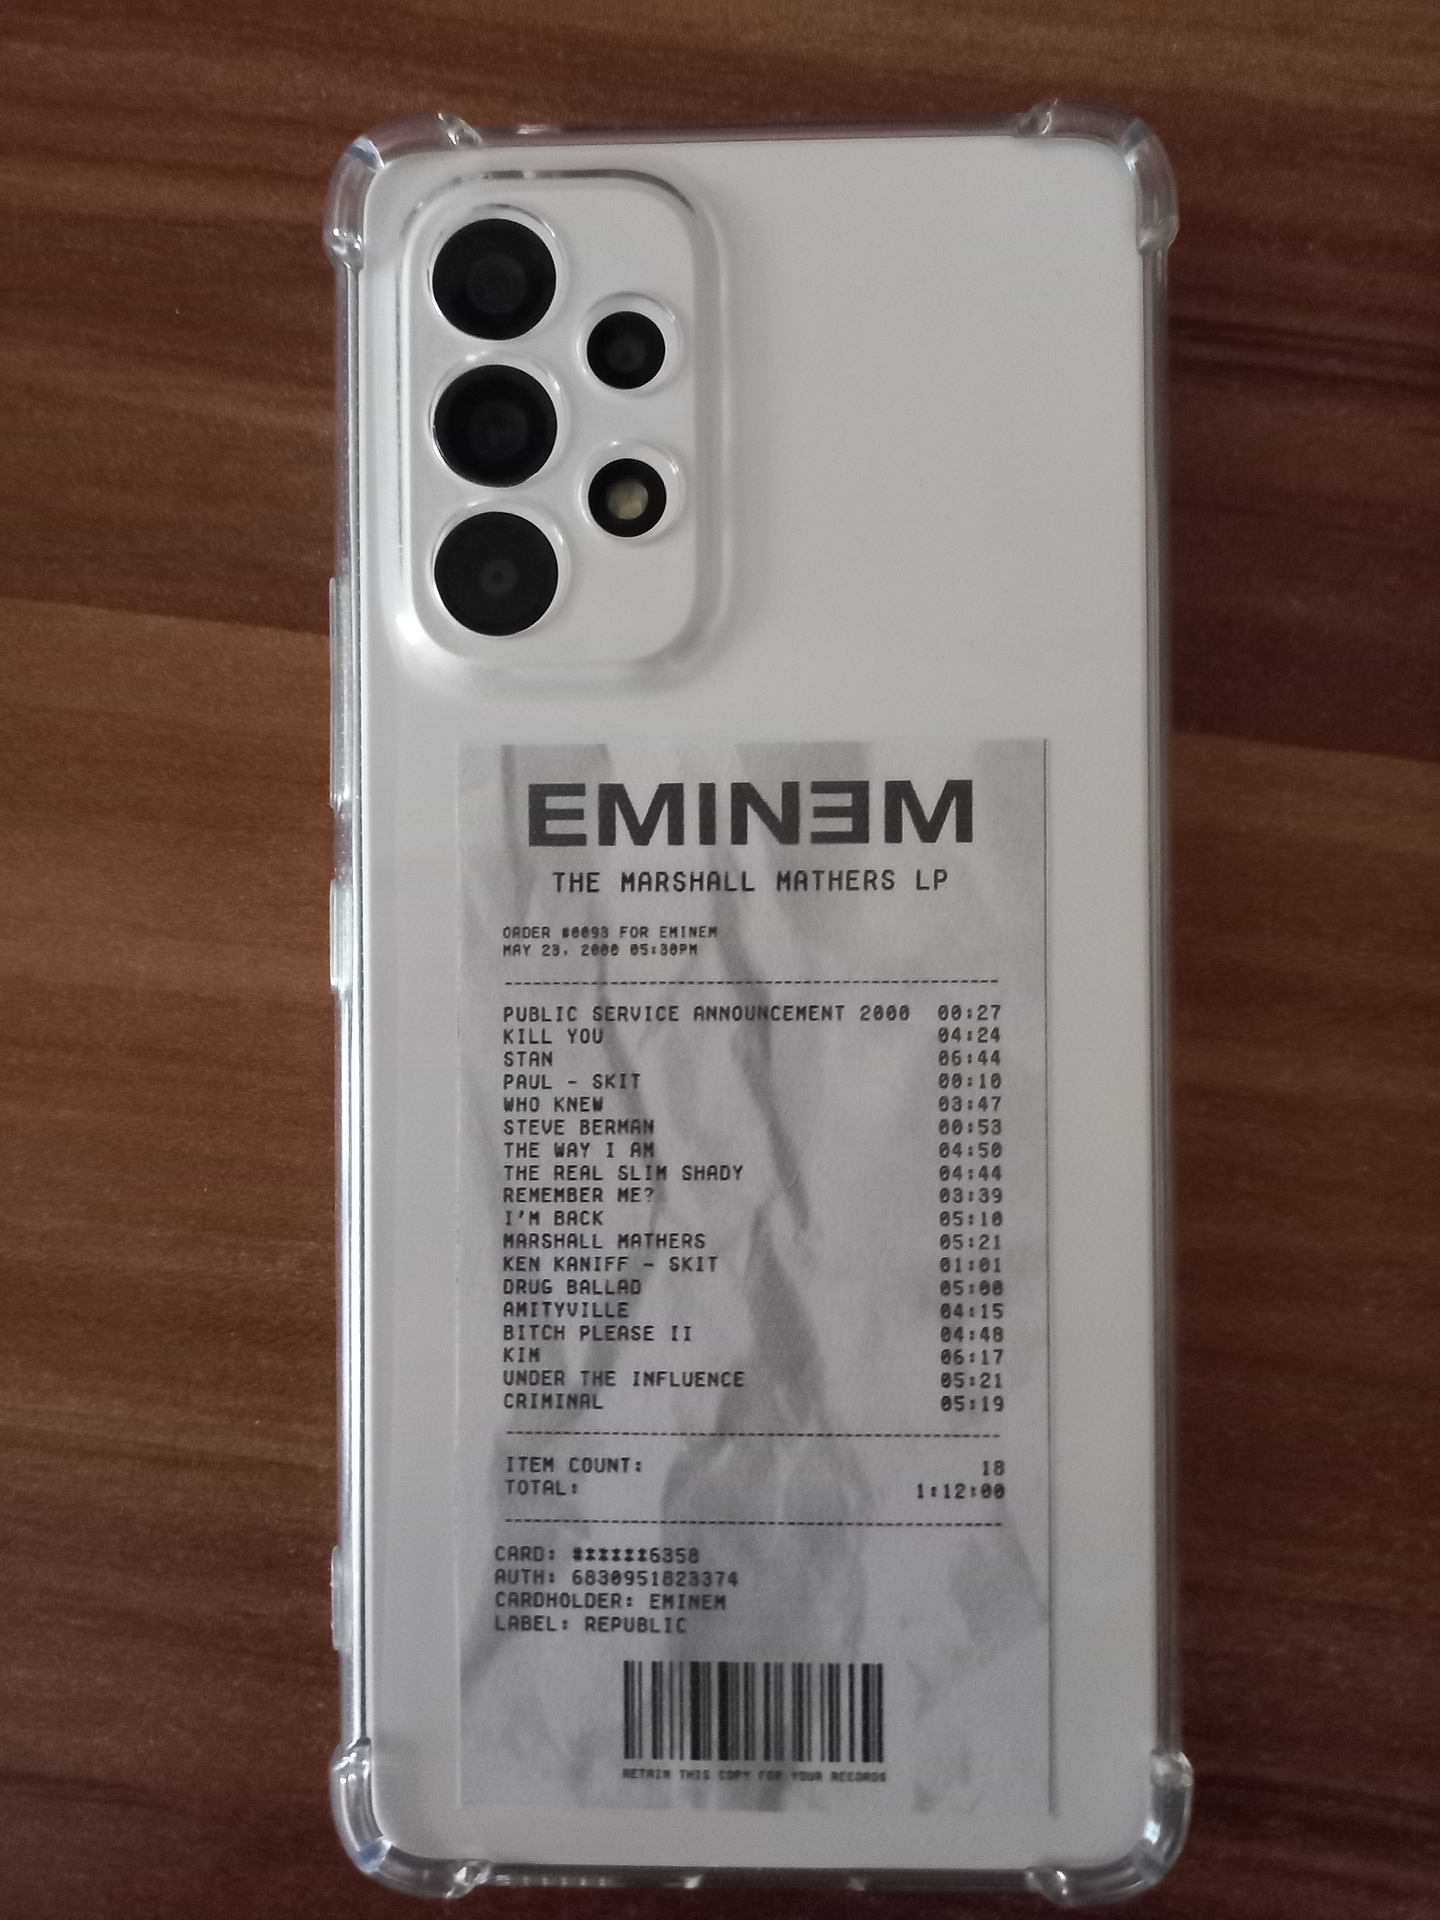 EMINƎM
THE MARSHALL MATHERS LP
ORDER #0093 FOR EMINEM
MAY 23, 2000 05:30PM
PUBLIC SERVICE ANNOUNCEMENT 2000 00:27
KILL YOU 04:24
STAN 06:44
PAUL - SKIT 00:10
WHO KNEW 03:47
STEVE BERMAN 00:53
THE WAY I AM 04:50
THE REAL SLIM SHADY 04:44
REMEMBER ME? 03:39
I'M BACK 05:10
MARSHALL MATHERS 05:21
KEN KANIFF - SKIT 01:01
DRUG BALLAD 05:00
AMITYVILLE 04:15
BITCH PLEASE II 04:48
KIM 06:17
UNDER THE INFLUENCE 05:21
CRIMINAL 05:19
ITEM COUNT: 18
TOTAL: 1:12:00
CARD: #*****6358
AUTH: 6830951823374
CARDHOLDER: EMINEM
LABEL: REPUBLIC
RETAIN THIS COPY FOR YOUR RECORDS